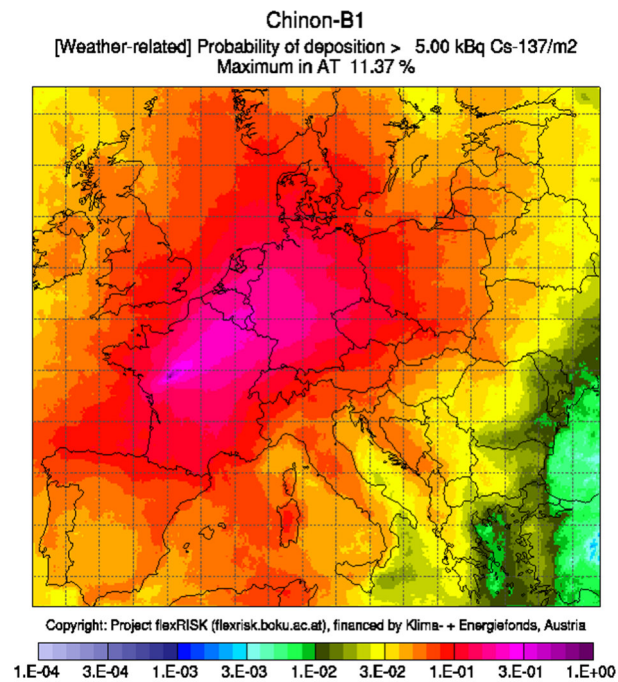 Chinon-B1
[Weather-related] Probability of deposition > 5.00 kBq Cs-137/m2
Maximum in AT 11.37 %
Copyright: Project flexRISK (flexrisk.boku.ac.at), financed by Klima- + Energiefonds, Austria
1.E-04 3.E-04 1.E-03 3.E-03 1.E-02 3.E-02 1.E-01 3.E-01 1.E+00